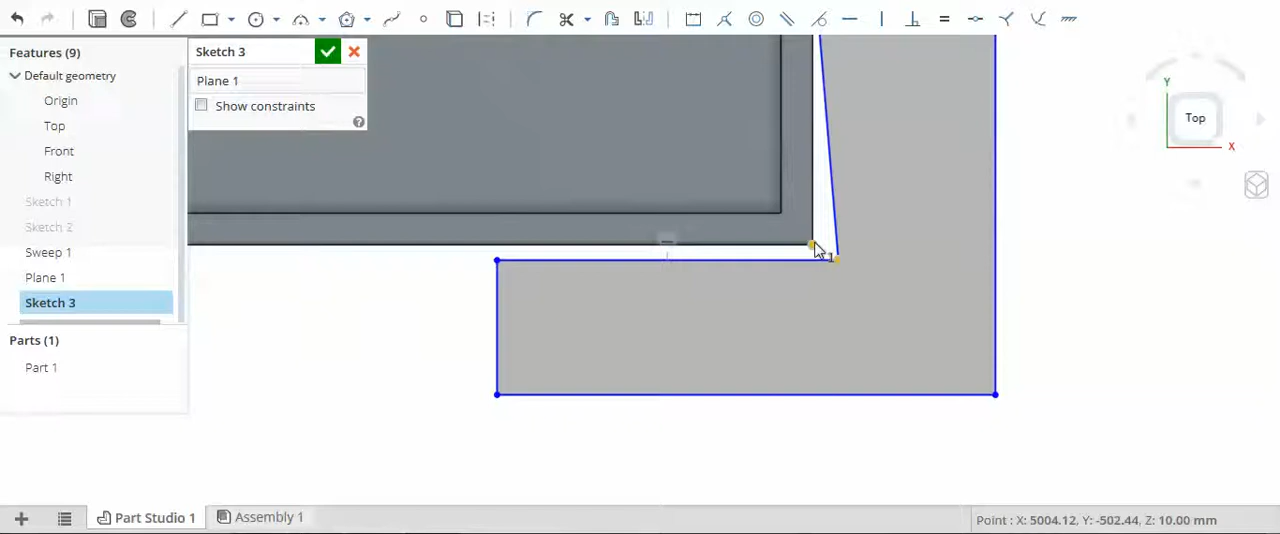 Features (9)
Default geometry
Origin
Top
Front
Right
Sketch 1
Sketch 2
Sweep 1
Plane 1
Sketch 3
Parts (1)
Part 1
Sketch 3
Plane 1
Show constraints
Y
Top
X
Part Studio 1
Assembly 1
Point : X: 5004.12, Y: -502.44, Z: 10.00 mm